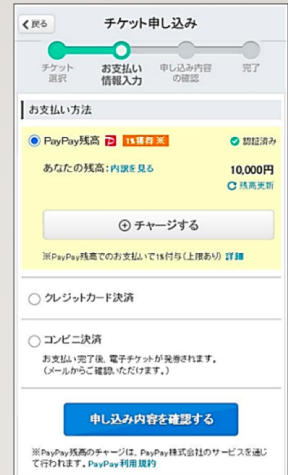 戻る
チケット申し込み
チケット
選択
お支払い
情報入力
申し込み内容
の確認
完了
お支払い方法
PayPay残高 1%獲得※ 認証済み
あなたの残高:内訳を見る 10,000円
残高更新
チャージする
※PayPay残高でのお支払いで1%付与(上限あり) 詳細
クレジットカード決済
コンビニ決済
お支払い完了後、電子チケットが発券されます。
(メールからご確認いただけます。)
申し込み内容を確認する
※PayPay残高のチャージは、PayPay株式会社のサービスを通じ
て行われます。PayPay利用規約